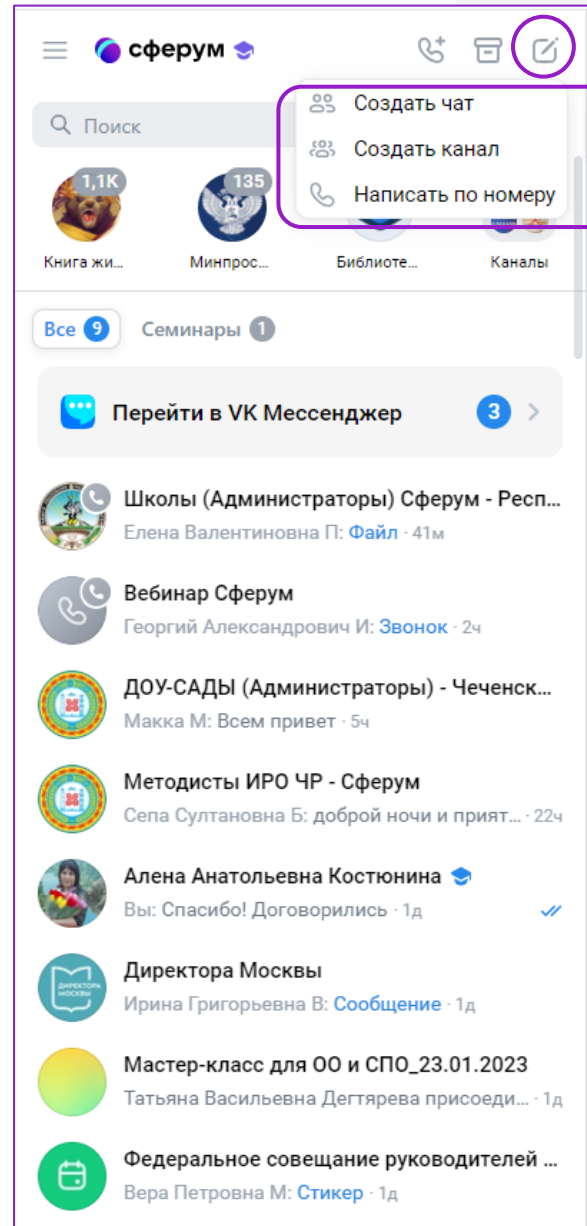 сферум
Создать чат
Создать канал
Написать по номеру
Поиск
1,1K
135
Книга жи...
Минпрос...
Библиоте...
Каналы
Все 9
Семинары 1
Перейти в VK Мессенджер 3
Школы (Администраторы) Сферум - Респ...
Елена Валентиновна П: Файл · 41м
Вебинар Сферум
Георгий Александрович И: Звонок · 2ч
ДОУ-САДЫ (Администраторы) - Чеченск...
Макка М: Всем привет · 5ч
Методисты ИРО ЧР - Сферум
Сепа Султановна Б: доброй ночи и прият... · 22ч
Алена Анатольевна Костюнина
Вы: Спасибо! Договорились · 1д
ДИРЕКТОРА
МОСКВЫ
Директора Москвы
Ирина Григорьевна В: Сообщение · 1д
Мастер-класс для ОО и СПО_23.01.2023
Татьяна Васильевна Дегтярева присоеди... · 1д
Федеральное совещание руководителей ...
Вера Петровна М: Стикер · 1д